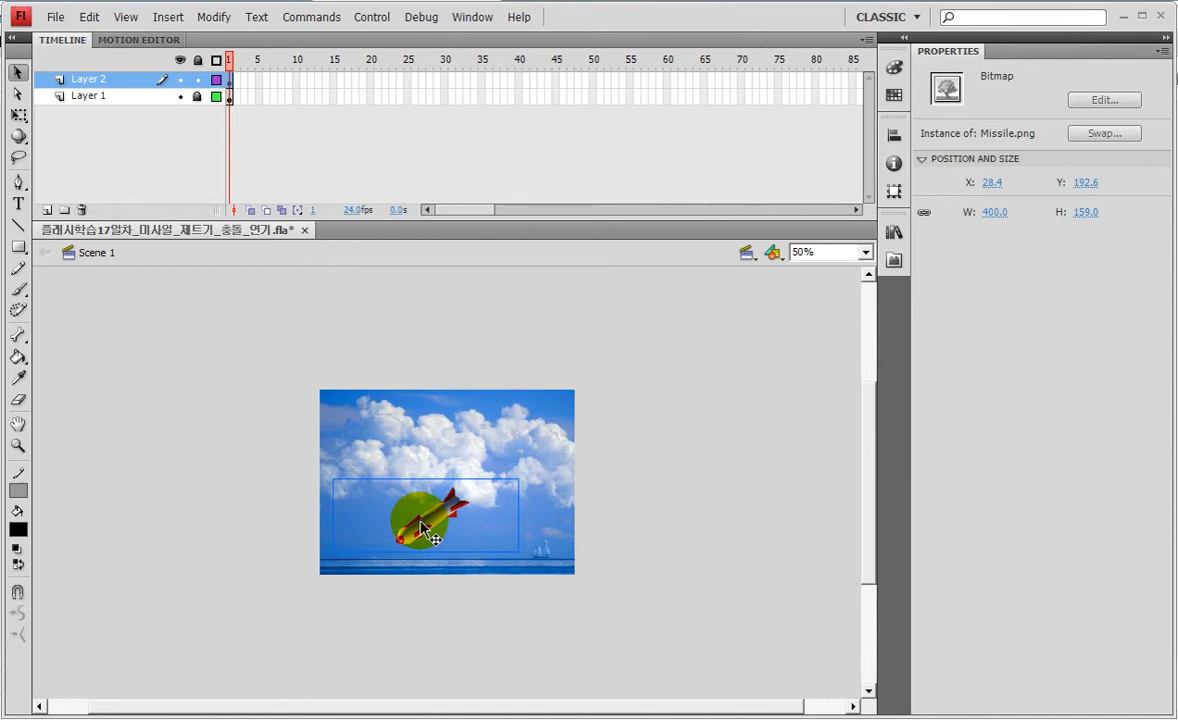 Fl File Edit View Insert Modify Text Commands Control Debug Window Help CLASSIC
TIMELINE MOTION EDITOR
1 5 10 15 20 25 30 35 40 45 50 55 60 65 70 75 80 85
Layer 2
Layer 1
1 24.0fps 0.0s
플래시학습17일차_미사일_제트기_충돌_연기.fla*
Scene 1 50%
PROPERTIES
Bitmap
Edit...
Instance of: Missile.png Swap...
POSITION AND SIZE
X: 28.4 Y: 192.6
W: 400.0 H: 159.0